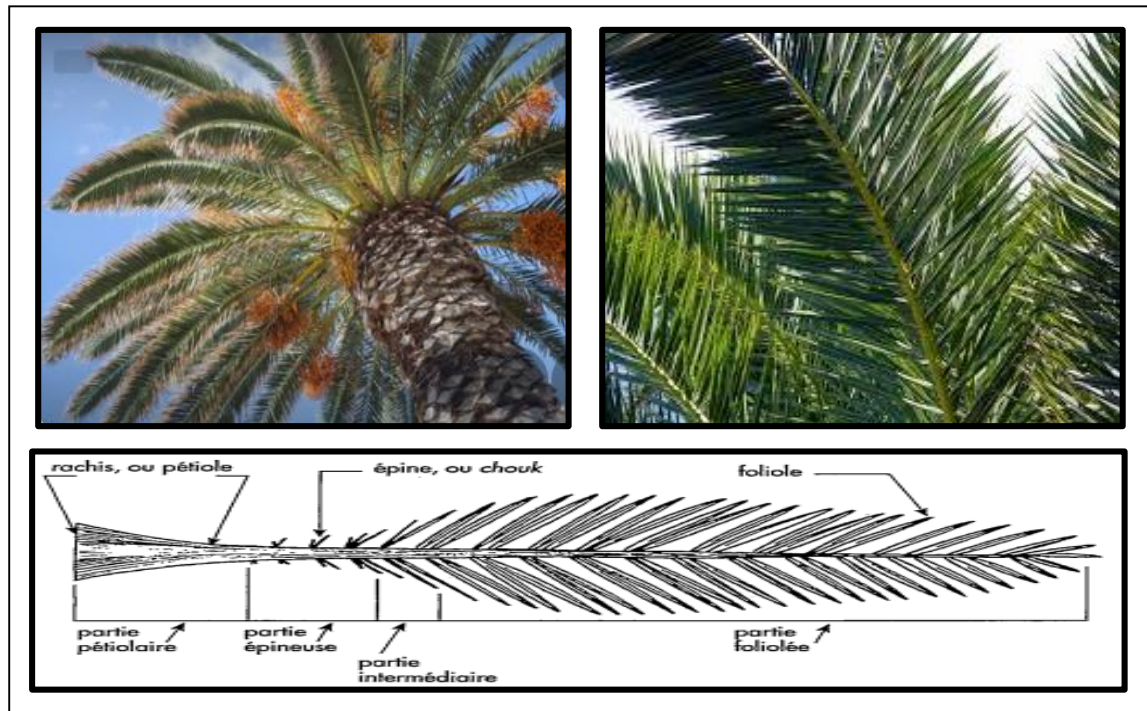 rachis, ou pétiole
épine, ou chouk
foliole
partie
pétiolaire
partie
épineuse
partie
intermédiaire
partie
foliolée